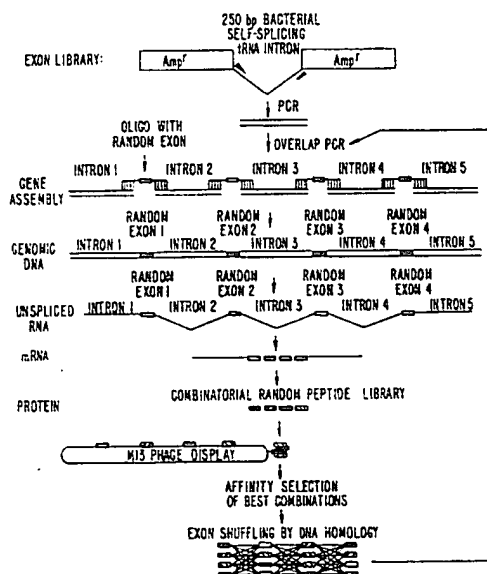 250 bp BACTERIAL
SELF-SPLICING
tRNA INTRON
EXON LIBRARY:
Ampr
Ampr
PCR
OLIGO WITH
RANDOM EXON
OVERLAP PCR
INTRON 1
INTRON 2
INTRON 3
INTRON 4
INTRON 5
GENE
ASSEMBLY
RANDOM
EXON 1
RANDOM
EXON 2
RANDOM
EXON 3
RANDOM
EXON 4
GENOMIC
DNA
INTRON 1
INTRON 2
INTRON 3
INTRON 4
INTRON 5
RANDOM
EXON 1
RANDOM
EXON 2
RANDOM
EXON 3
RANDOM
EXON 4
UNSPLICED
RNA
INTRON 1
INTRON 2
INTRON 3
INTRON 4
INTRON 5
mRNA
COMBINATORIAL RANDOM PEPTIDE LIBRARY
PROTEIN
M13 PHAGE DISPLAY
AFFINITY SELECTION
OF BEST COMBINATIONS
EXON SHUFFLING BY DNA HOMOLOGY